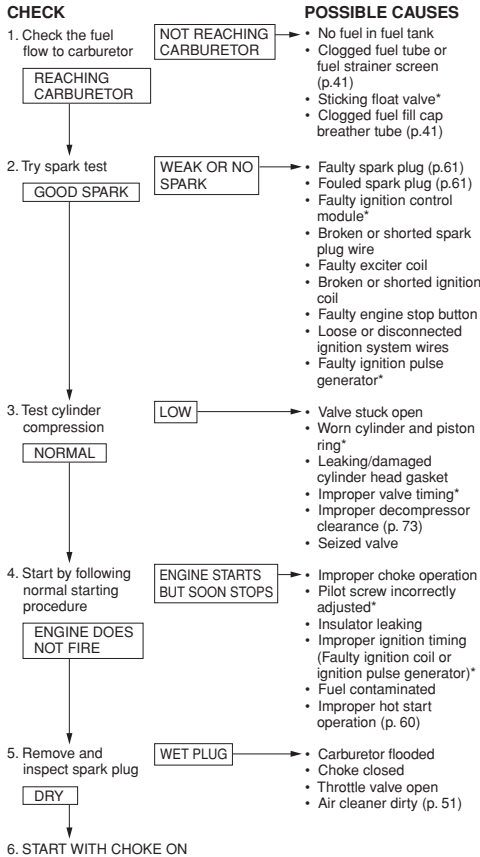 CHECK
POSSIBLE CAUSES
1. Check the fuel
flow to carburetor
REACHING
CARBURETOR
NOT REACHING
CARBURETOR
• No fuel in fuel tank
• Clogged fuel tube or
fuel strainer screen
(p.41)
• Sticking float valve*
• Clogged fuel fill cap
breather tube (p.41)
2. Try spark test
GOOD SPARK
WEAK OR NO
SPARK
• Faulty spark plug (p.61)
• Fouled spark plug (p.61)
• Faulty ignition control
module*
• Broken or shorted spark
plug wire
• Faulty exciter coil
• Broken or shorted ignition
coil
• Faulty engine stop button
• Loose or disconnected
ignition system wires
• Faulty ignition pulse
generator*
3. Test cylinder
compression
NORMAL
LOW
• Valve stuck open
• Worn cylinder and piston
ring*
• Leaking/damaged
cylinder head gasket
• Improper valve timing*
• Improper decompressor
clearance (p. 73)
• Seized valve
4. Start by following
normal starting
procedure
ENGINE DOES
NOT FIRE
ENGINE STARTS
BUT SOON STOPS
• Improper choke operation
• Pilot screw incorrectly
adjusted*
• Insulator leaking
• Improper ignition timing
(Faulty ignition coil or
ignition pulse generator)*
• Fuel contaminated
• Improper hot start
operation (p. 60)
5. Remove and
inspect spark plug
DRY
WET PLUG
• Carburetor flooded
• Choke closed
• Throttle valve open
• Air cleaner dirty (p. 51)
6. START WITH CHOKE ON